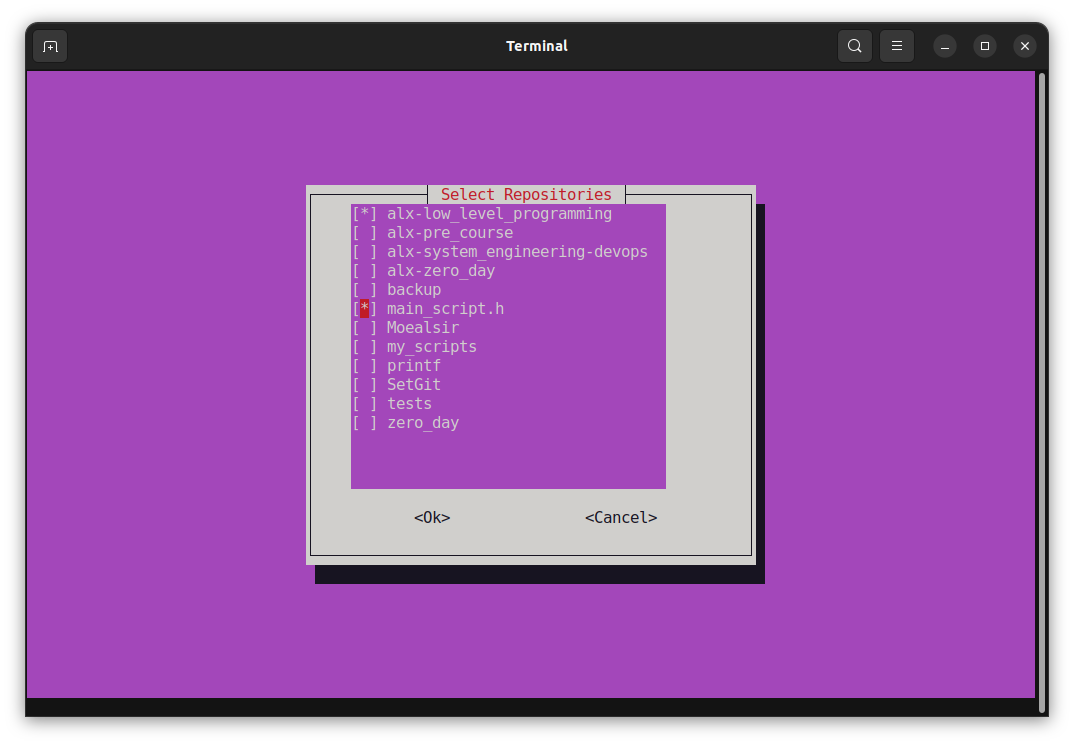 Terminal
Select Repositories
[*] alx-low_level_programming
[ ] alx-pre_course
[ ] alx-system_engineering-devops
[ ] alx-zero_day
[ ] backup
[*] main_script.h
[ ] Moealsir
[ ] my_scripts
[ ] printf
[ ] SetGit
[ ] tests
[ ] zero_day
<Ok> <Cancel>